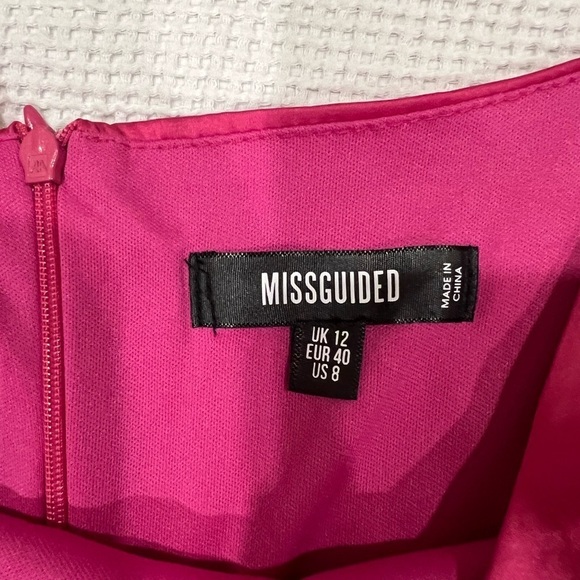 MISSGUIDED
MADE IN
CHINA
UK 12
EUR 40
US 8